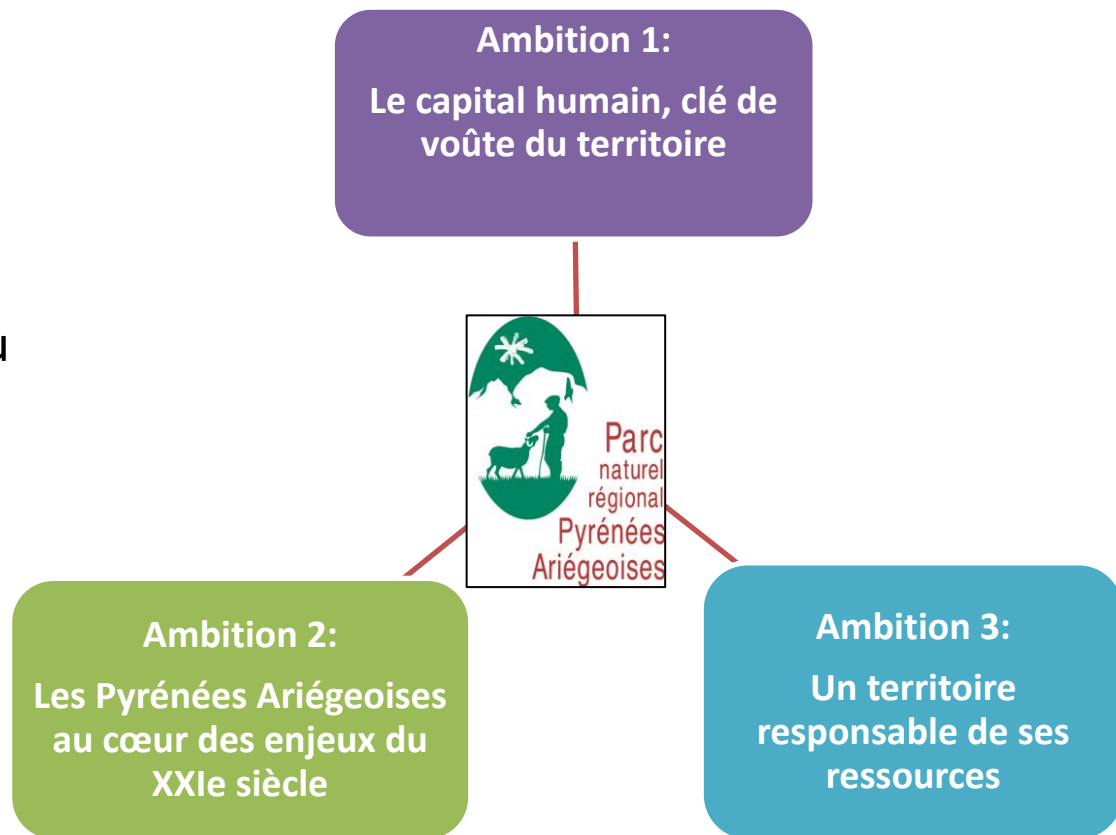 Ambition 1:
Le capital humain, clé de
voûte du territoire
u
Parc
naturel
régional
Pyrénées
Ariégeoises
Ambition 2:
Les Pyrénées Ariégeoises
au cœur des enjeux du
XXIe siècle
Ambition 3:
Un territoire
responsable de ses
ressources